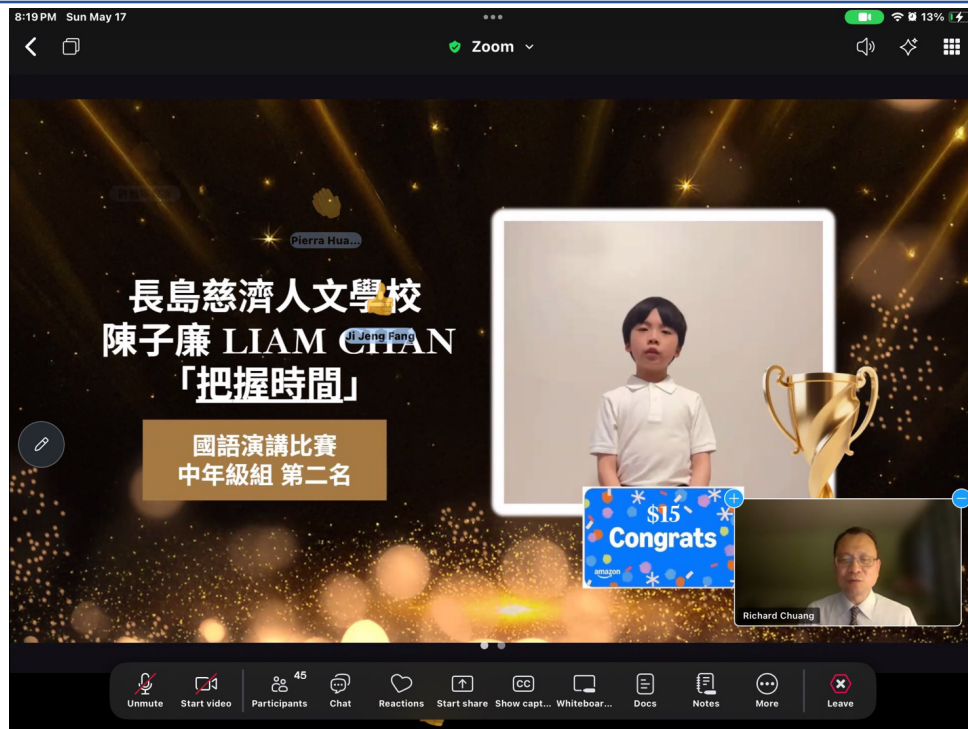 8:19 PM Sun May 17
13%
Zoom
Pierra Hua...
長島慈濟人文學校
陳子廉 LIAM CHAN
Ji Jeng Fang
「把握時間」
國語演講比賽
中年級組 第二名
$15
Congrats
amazon
Richard Chuang
Unmute
Start video
45
Participants
Chat
Reactions
Start share
CC
Show capt...
Whiteboar...
Docs
Notes
More
Leave